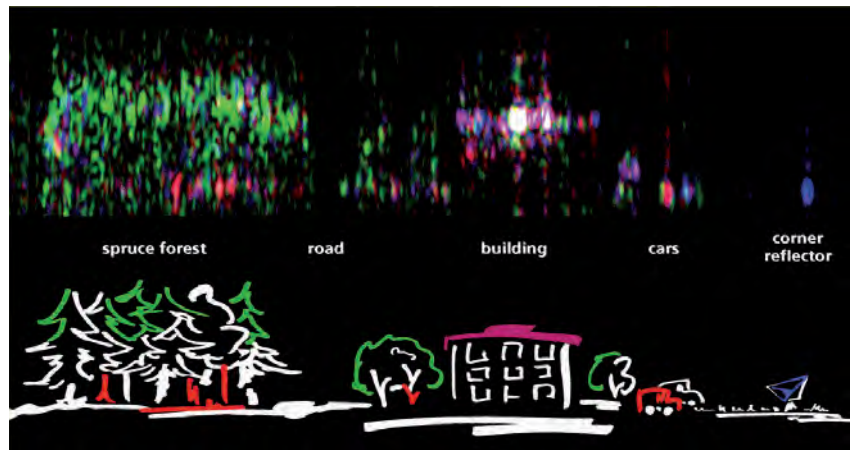 spruce forest
road
building
cars
corner
reflector